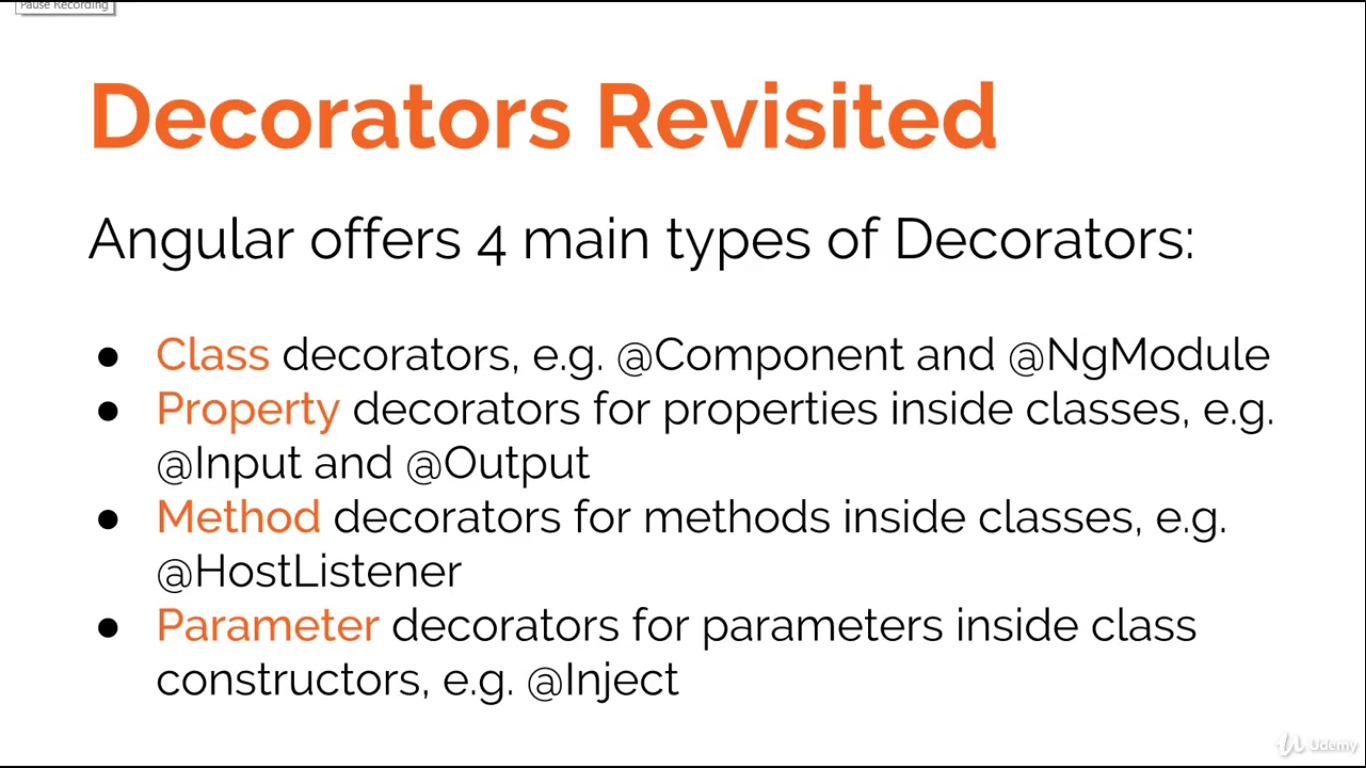 Pause Recording
Decorators Revisited
Angular offers 4 main types of Decorators:
● Class decorators, e.g. @Component and @NgModule
● Property decorators for properties inside classes, e.g.
@Input and @Output
● Method decorators for methods inside classes, e.g.
@HostListener
● Parameter decorators for parameters inside class
constructors, e.g. @Inject
Udemy